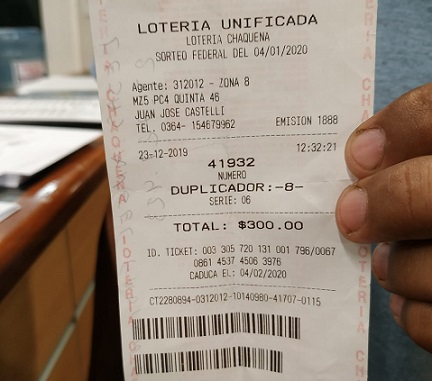 LOTERIA UNIFICADA
LOTERIA CHAQUENA
SORTEO FEDERAL DEL 04/01/2020
Agente: 312012 - ZONA 8
MZ5 PC4 QUINTA 46
JUAN JOSE CASTELLI
TEL. 0364- 154679962 EMISION 1888
23-12-2019 12:32:21
41932
NUMERO
DUPLICADOR:-8-
SERIE: 06
TOTAL: $300.00
ID. TICKET: 003 305 720 131 001 796/0067
0861 4537 4506 3976
CADUCA EL: 04/02/2020
CT2280894-0312012-10140980-41707-0115